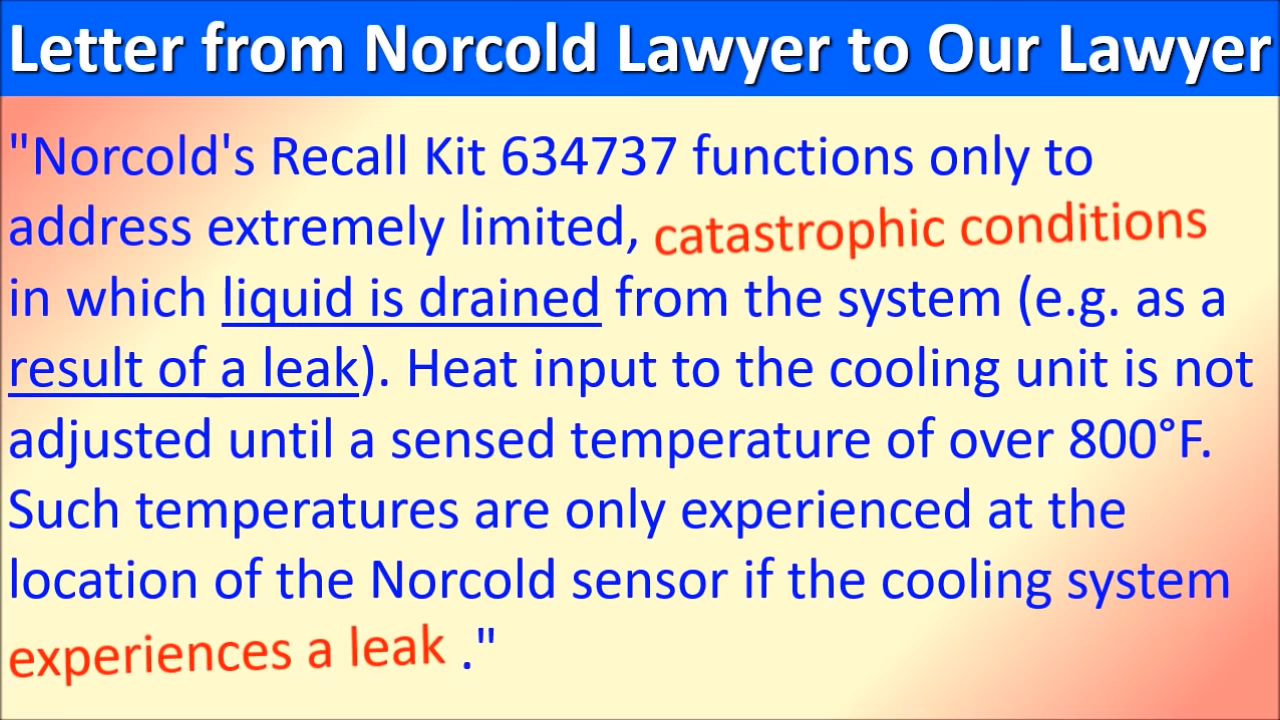 Letter from Norcold Lawyer to Our Lawyer
"Norcold's Recall Kit 634737 functions only to
address extremely limited, catastrophic conditions
in which liquid is drained from the system (e.g. as a
result of a leak). Heat input to the cooling unit is not
adjusted until a sensed temperature of over 800°F.
Such temperatures are only experienced at the
location of the Norcold sensor if the cooling system
experiences a leak ."